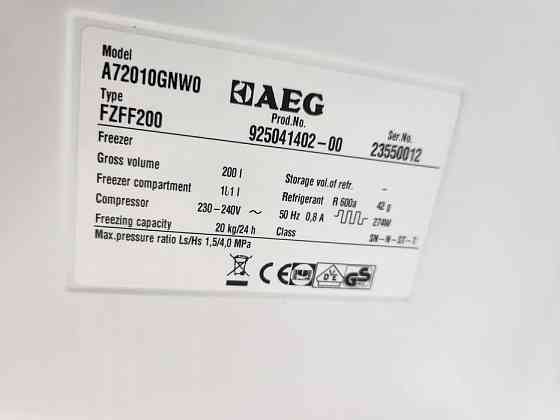 Model
A72010GNW0
AEG
Type
FZFF200
Prod.No.
925041402-00
Ser.No.
23550012
Freezer
Gross volume 200 l Storage vol.of refr. -
Freezer compartment Refrigerant R 600a 42 g
Compressor 230-240V ~ 50 Hz 0,8 A 274W
Freezing capacity 20 kg/24 h Class SN-N-ST-T
Max.pressure ratio Ls/Hs 1,5/4,0 MPa
CE
GS